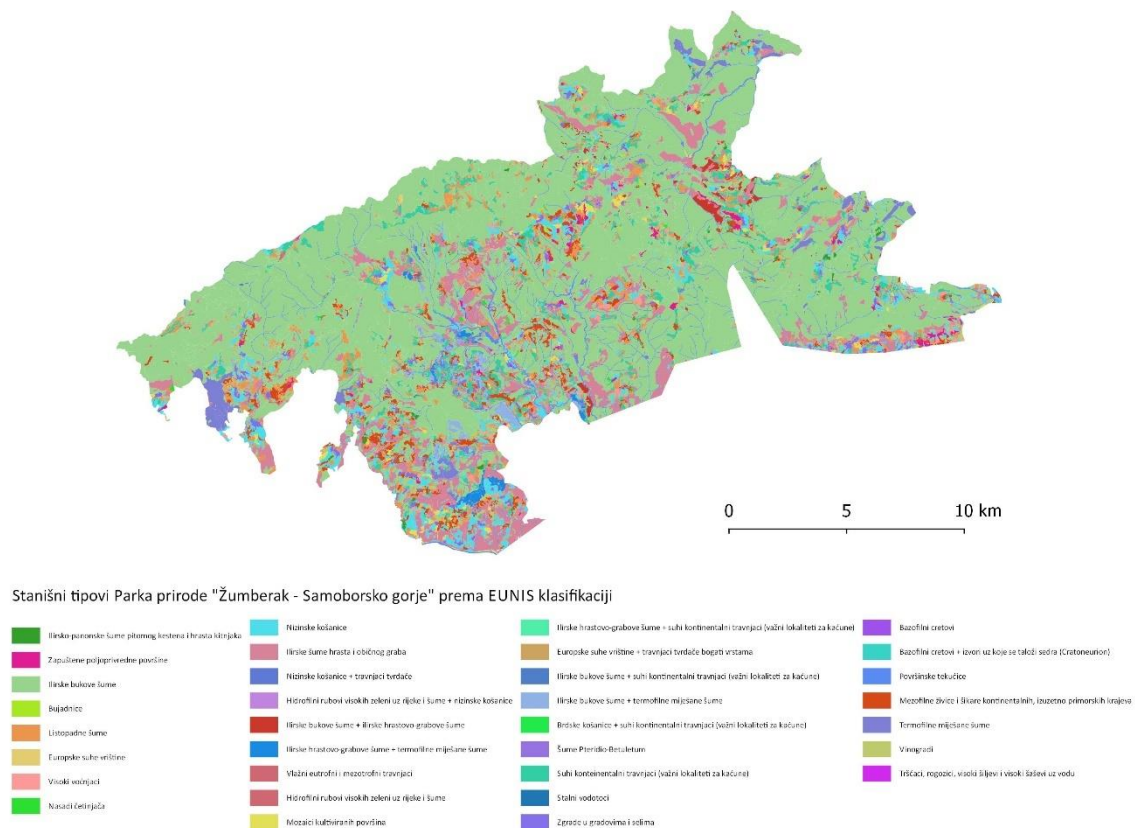 0 5 10 km
Stanišni tipovi Parka prirode "Žumberak - Samoborsko gorje" prema EUNIS klasifikaciji
Ilirsko-panonske šume pitomog kestena i hrasta kitnjaka
Zapuštene poljoprivredne površine
Ilirske bukove šume
Bujadnice
Listopadne šume
Europske suhe vrištine
Visoki voćnjaci
Nasadi četinjača
Nizinske košanice
Ilirske šume hrasta i običnog graba
Nizinske košanice + travnjaci tvrdače
Hidrofilni rubovi visokih zeleni uz rijeke i šume + nizinske košanice
Ilirske bukove šume + ilirske hrastovo-grabove šume
Ilirske hrastovo-grabove šume + termofilne miješane šume
Vlažni eutrofni i mezotrofni travnjaci
Hidrofilni rubovi visokih zeleni uz rijeke i šume
Mozaici kultiviranih površina
Ilirske hrastovo-grabove šume + suhi kontinentalni travnjaci (važni lokaliteti za kaćune)
Europske suhe vrištine + travnjaci tvrdače bogati vrstama
Ilirske bukove šume + suhi kontinentalni travnjaci (važni lokaliteti za kaćune)
Ilirske bukove šume + termofilne miješane šume
Brdske košanice + suhi kontinentalni travnjaci (važni lokaliteti za kaćune)
Šume Pteridio-Betuletum
Suhi konteinentalni travnjaci (važni lokaliteti za kaćune)
Stalni vodotoci
Zgrade u gradovima i selima
Bazofilni cretovi
Bazofilni cretovi + izvori uz koje se taloži sedra (Cratoneurion)
Površinske tekućice
Mezofilne živice i šikare kontinentalnih, izuzetno primorskih krajeva
Termofilne miješane šume
Vinogradi
Tršćaci, rogozici, visoki šiljevi i visoki šaševi uz vodu